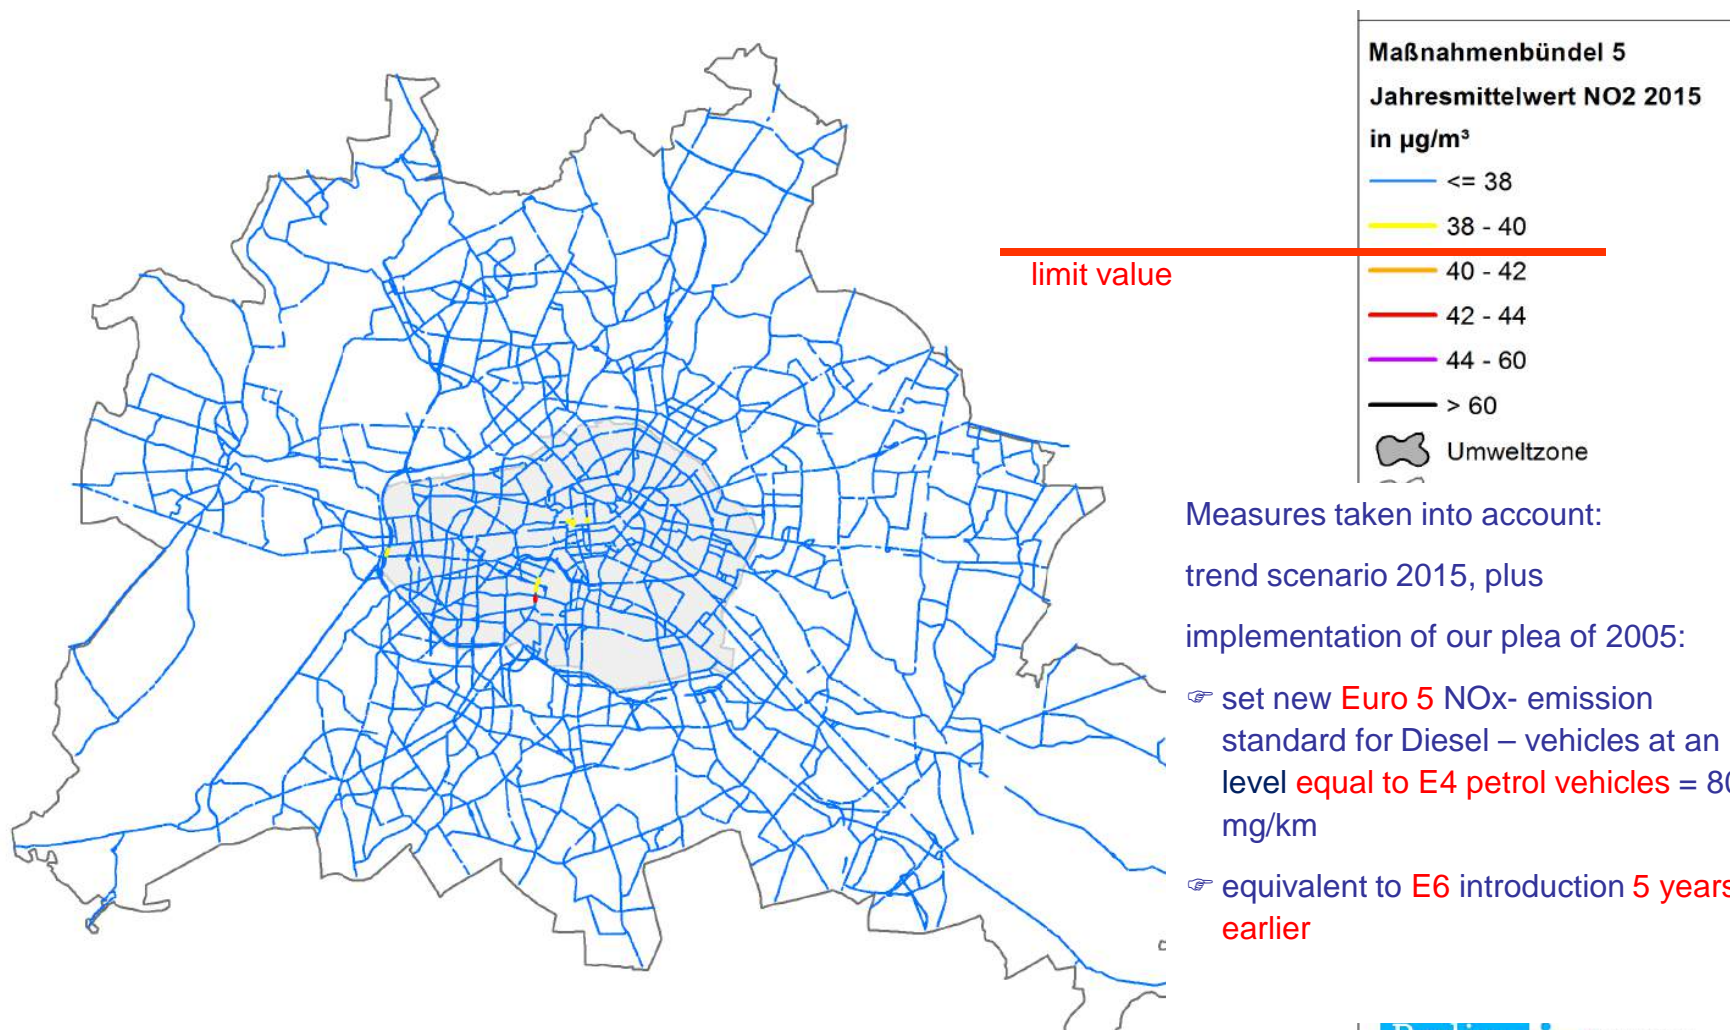 Maßnahmenbündel 5
Jahresmittelwert NO2 2015
in µg/m³
<= 38
38 - 40
limit value
40 - 42
42 - 44
44 - 60
> 60
Umweltzone
Measures taken into account:
trend scenario 2015, plus
implementation of our plea of 2005:
☞ set new Euro 5 NOx- emission
standard for Diesel – vehicles at an
level equal to E4 petrol vehicles = 80
mg/km
☞ equivalent to E6 introduction 5 years
earlier